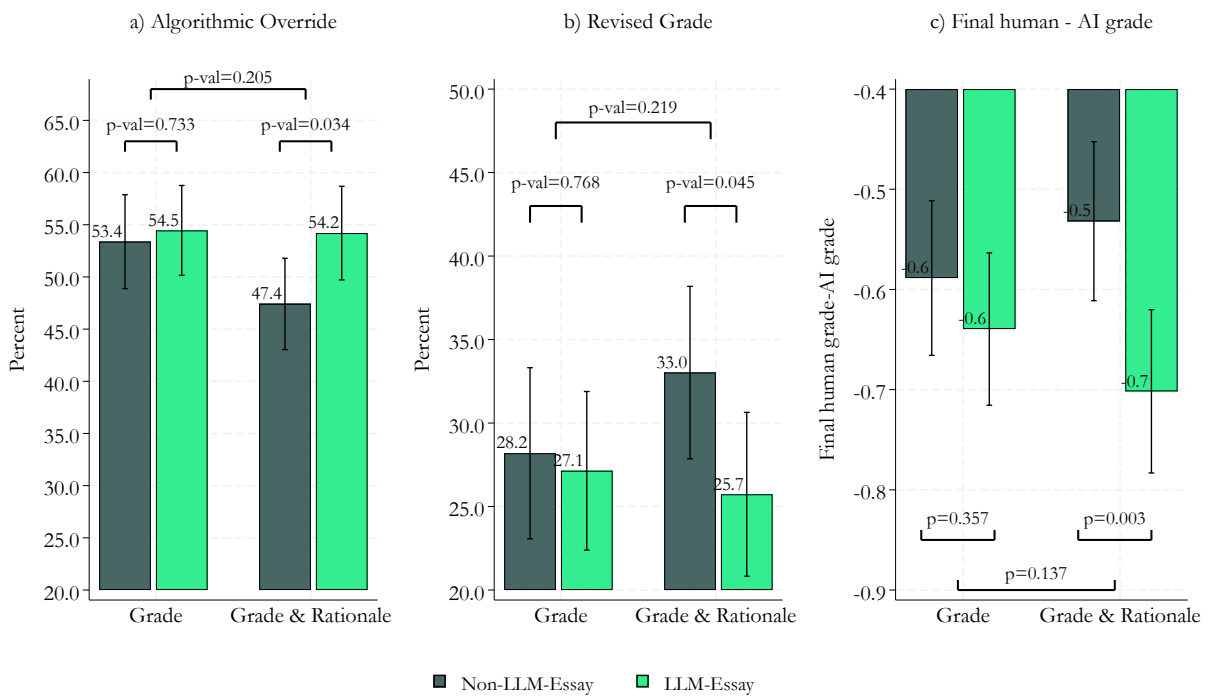 a) Algorithmic Override
p-val=0.205
p-val=0.733
p-val=0.034
65.0
60.0
55.0
50.0
45.0
40.0
35.0
30.0
25.0
20.0
Percent
53.4
54.5
47.4
54.2
Grade
Grade & Rationale
b) Revised Grade
p-val=0.219
p-val=0.768
p-val=0.045
50.0
45.0
40.0
35.0
30.0
25.0
20.0
Percent
28.2
27.1
33.0
25.7
Grade
Grade & Rationale
c) Final human - AI grade
-0.4
-0.5
-0.6
-0.7
-0.8
-0.9
Final human grade-AI grade
-0.6
-0.6
-0.5
-0.7
p=0.357
p=0.003
p=0.137
Grade
Grade & Rationale
Non-LLM-Essay
LLM-Essay